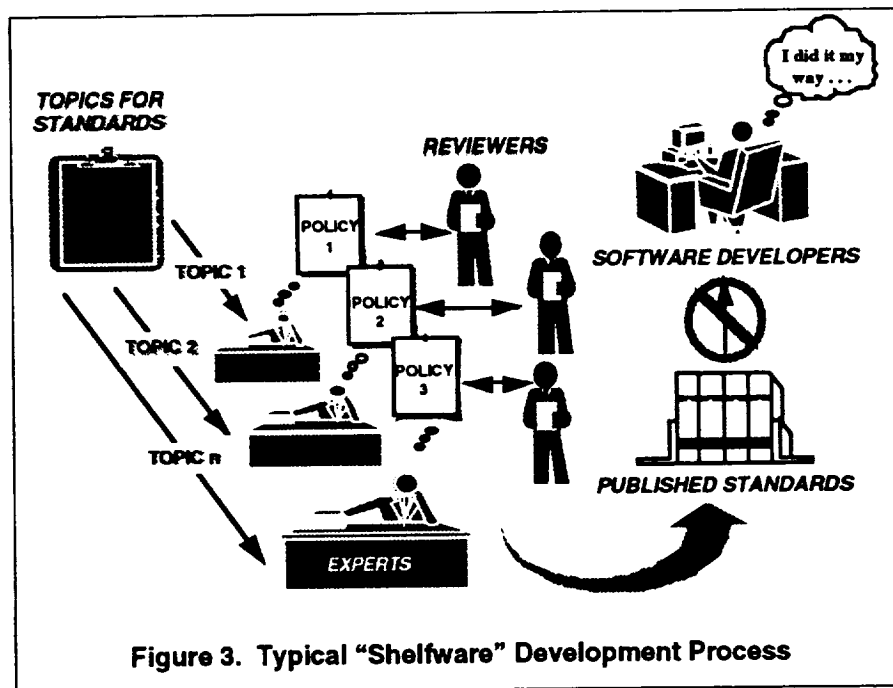 I did it my
way . . .
TOPICS FOR
STANDARDS
REVIEWERS
POLICY
1
TOPIC 1
SOFTWARE DEVELOPERS
POLICY
2
TOPIC 2
POLICY
3
TOPIC n
PUBLISHED STANDARDS
EXPERTS
Figure 3. Typical "Shelfware" Development Process